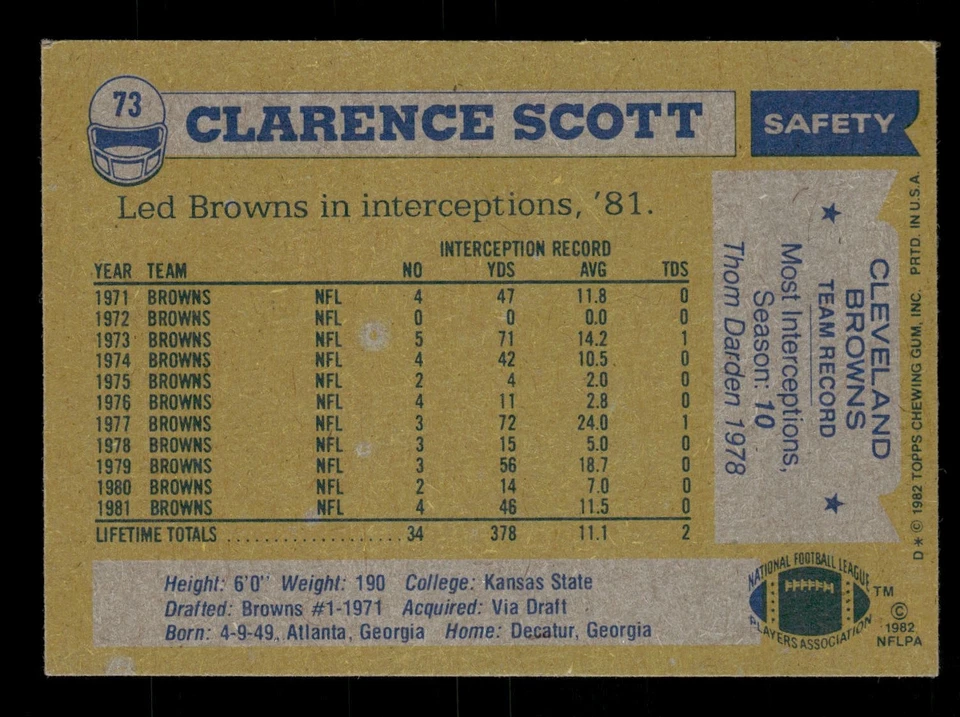 73
CLARENCE SCOTT
SAFETY
Led Browns in interceptions, '81.
INTERCEPTION RECORD
YEAR TEAM NO YDS AVG TDS
1971 BROWNS NFL 4 47 11.8 0
1972 BROWNS NFL 0 0 0.0 0
1973 BROWNS NFL 5 71 14.2 1
1974 BROWNS NFL 4 42 10.5 0
1975 BROWNS NFL 2 4 2.0 0
1976 BROWNS NFL 4 11 2.8 0
1977 BROWNS NFL 3 72 24.0 1
1978 BROWNS NFL 3 15 5.0 0
1979 BROWNS NFL 3 56 18.7 0
1980 BROWNS NFL 2 14 7.0 0
1981 BROWNS NFL 4 46 11.5 0
LIFETIME TOTALS .................... 34 378 11.1 2
Height: 6'0" Weight: 190 College: Kansas State
Drafted: Browns #1-1971 Acquired: Via Draft
Born: 4-9-49, Atlanta, Georgia Home: Decatur, Georgia
CLEVELAND
BROWNS
TEAM RECORD
Most Interceptions,
Season: 10
Thom Darden 1978
D * © 1982 TOPPS CHEWING GUM, INC. PRTD. IN U.S.A.
NATIONAL FOOTBALL LEAGUE
PLAYERS ASSOCIATION
TM
©
1982
NFLPA